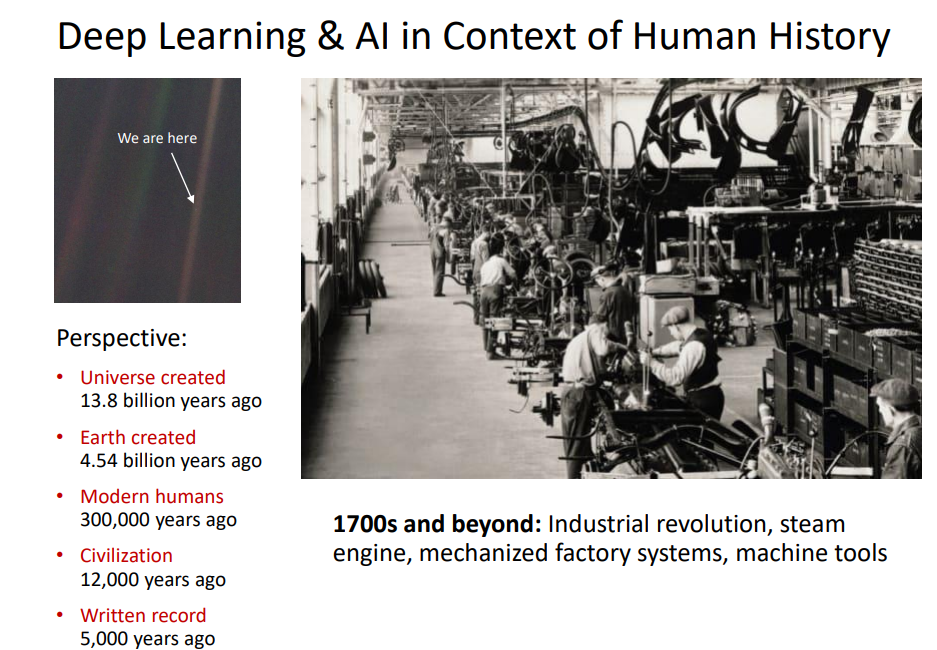 Deep Learning & AI in Context of Human History
We are here
Perspective:
• Universe created
13.8 billion years ago
• Earth created
4.54 billion years ago
• Modern humans
300,000 years ago
• Civilization
12,000 years ago
• Written record
5,000 years ago
1700s and beyond: Industrial revolution, steam
engine, mechanized factory systems, machine tools